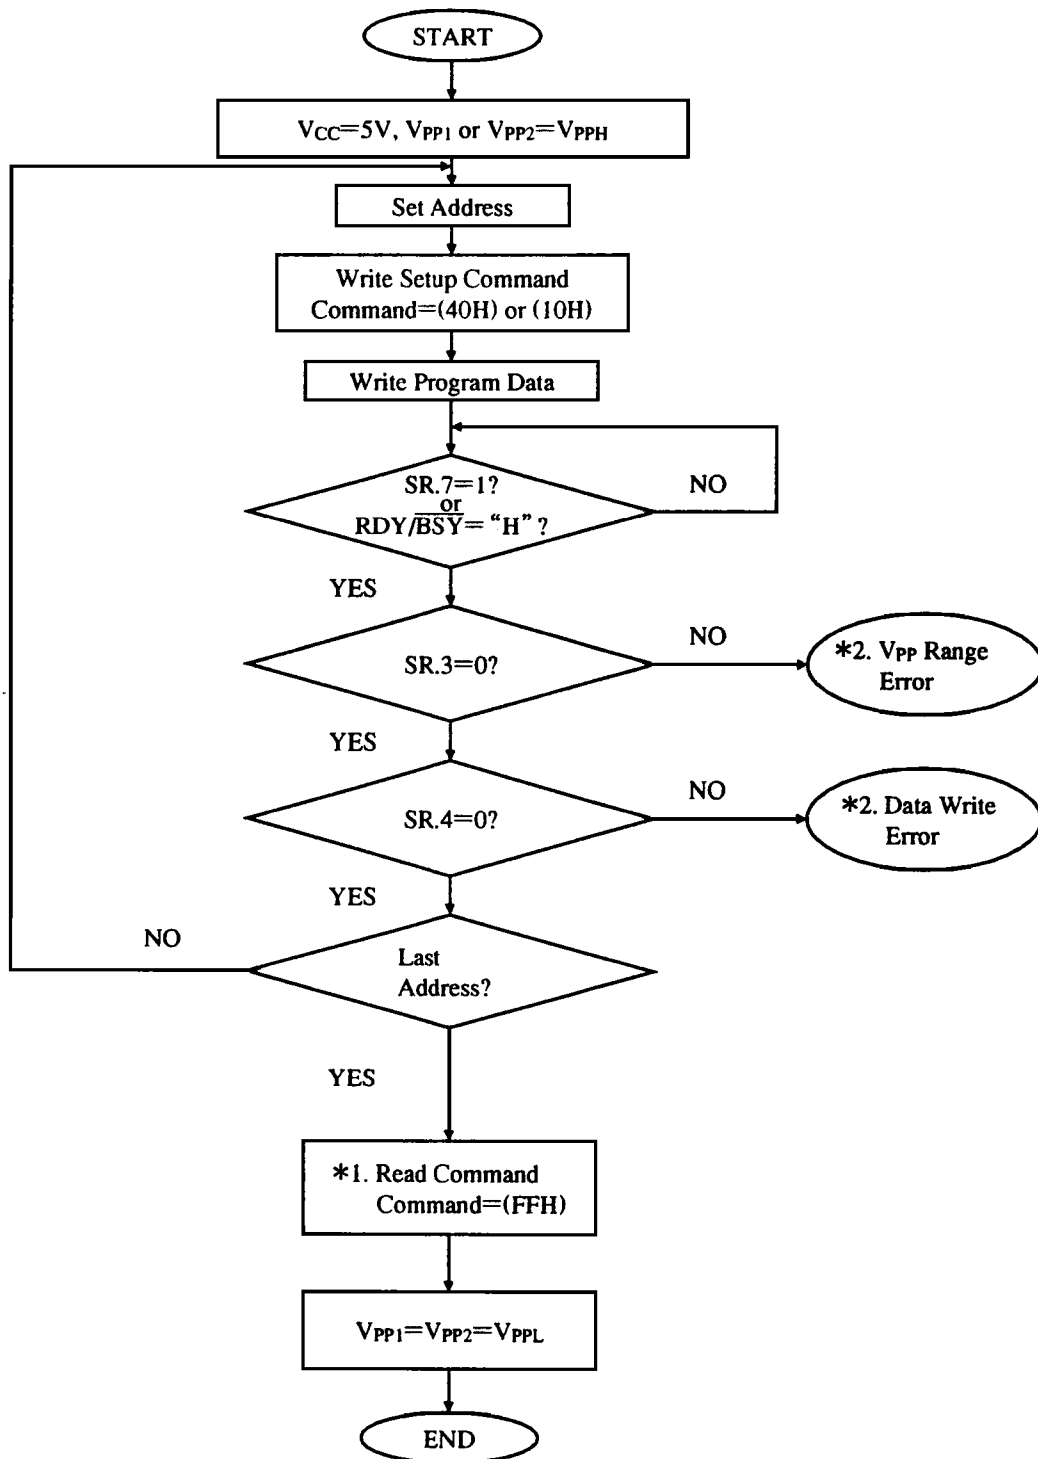 START
VCC=5V, VPP1 or VPP2=VPPH
Set Address
Write Setup Command
Command=(40H) or (10H)
Write Program Data
SR.7=1?
or
RDY/B̅S̅Y̅= “H” ?
NO
YES
SR.3=0?
NO
*2. VPP Range
Error
YES
SR.4=0?
NO
*2. Data Write
Error
YES
NO
Last
Address?
YES
*1. Read Command
Command=(FFH)
VPP1=VPP2=VPPL
END